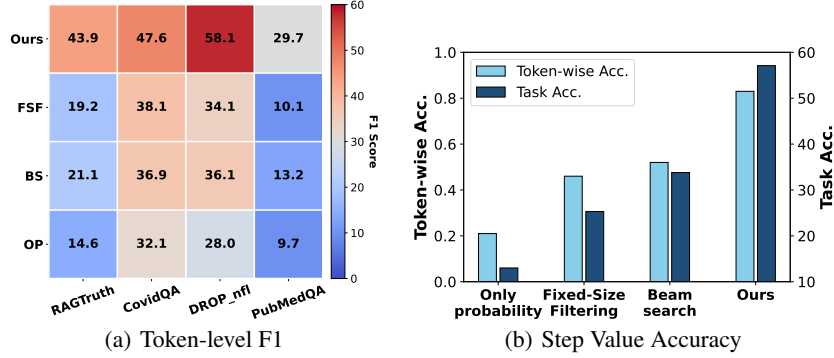 Ours
FSF
BS
OP
43.9 47.6 58.1 29.7
19.2 38.1 34.1 10.1
21.1 36.9 36.1 13.2
14.6 32.1 28.0 9.7
RAGTruth CovidQA DROP_nfl PubMedQA
60
50
40
30
20
10
0
F1 Score
(a) Token-level F1
Token-wise Acc.
1.0
0.8
0.6
0.4
0.2
0.0
Token-wise Acc.
Task Acc.
60
50
40
30
20
10
Task Acc.
Only
probability
Fixed-Size
Filtering
Beam
search
Ours
(b) Step Value Accuracy